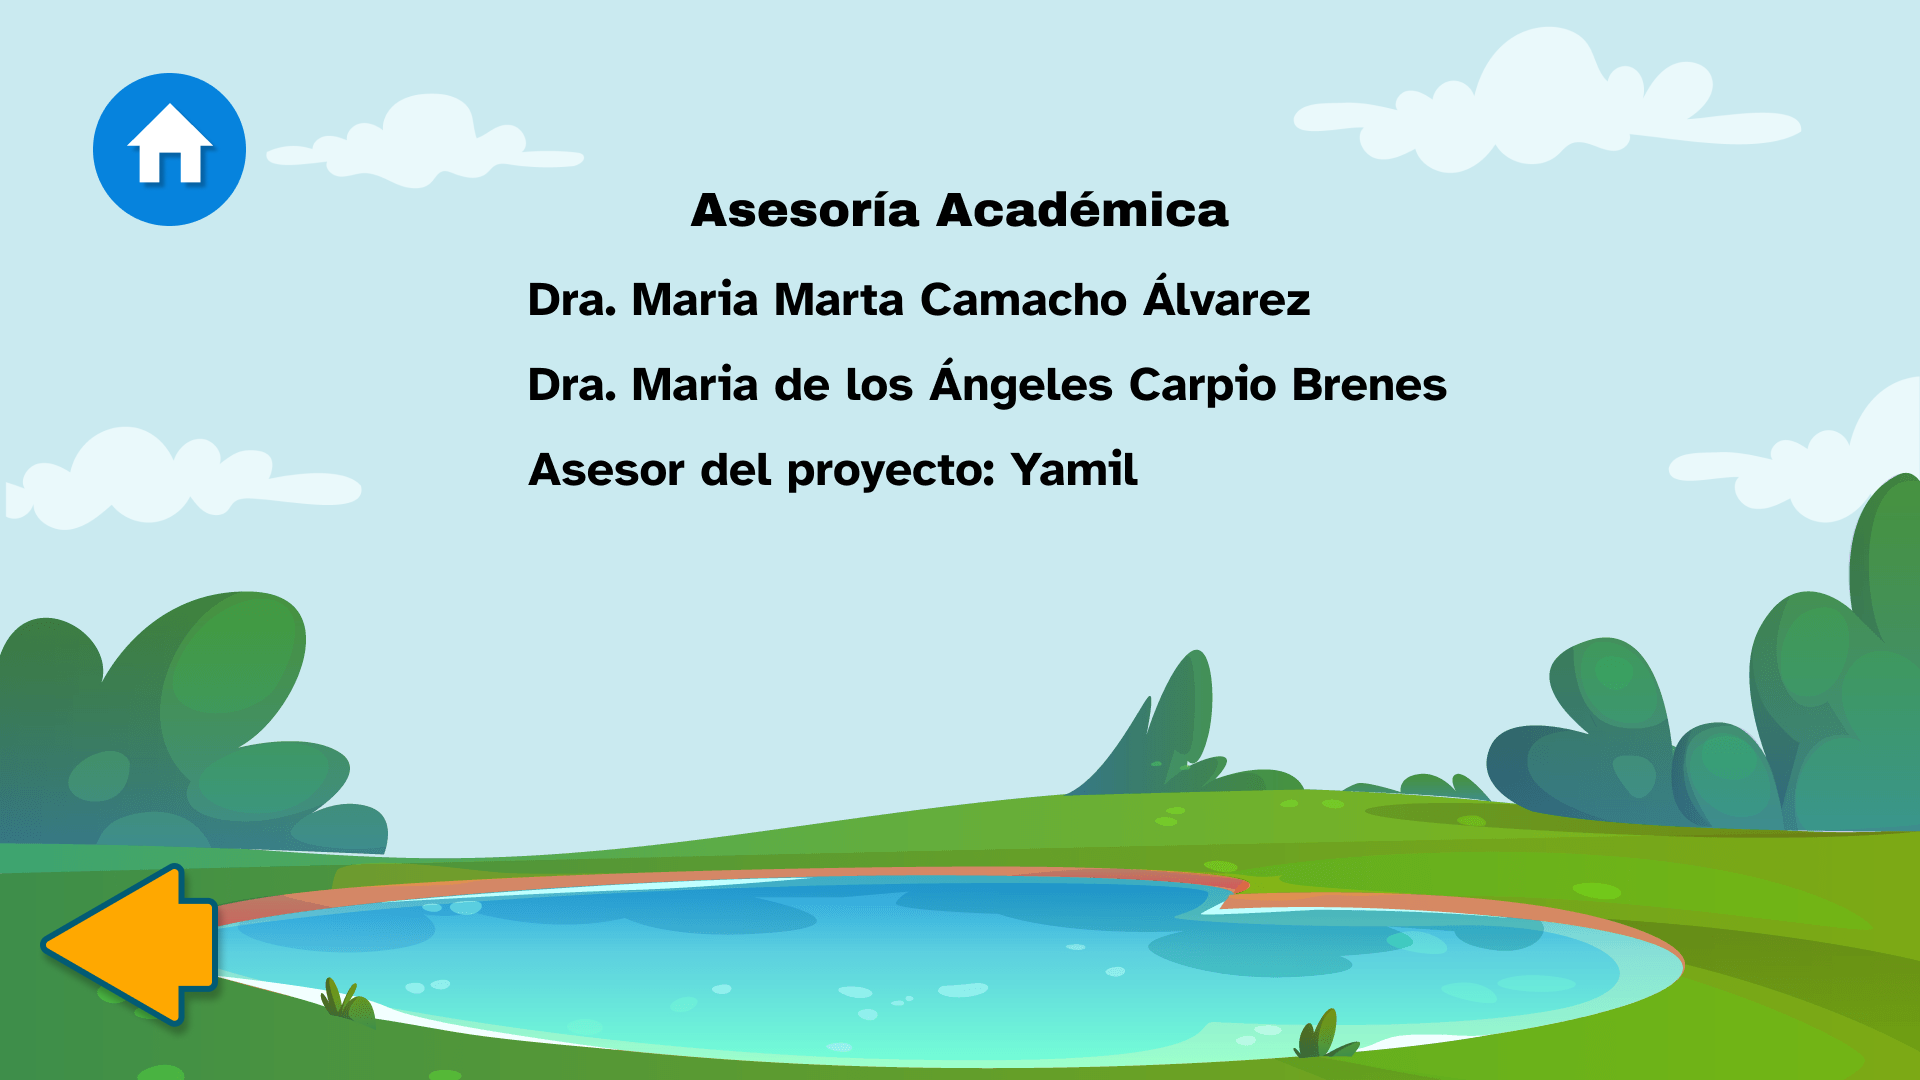 Asesoría Académica
Dra. Maria Marta Camacho Álvarez
Dra. Maria de los Ángeles Carpio Brenes
Asesor del proyecto: Yamil